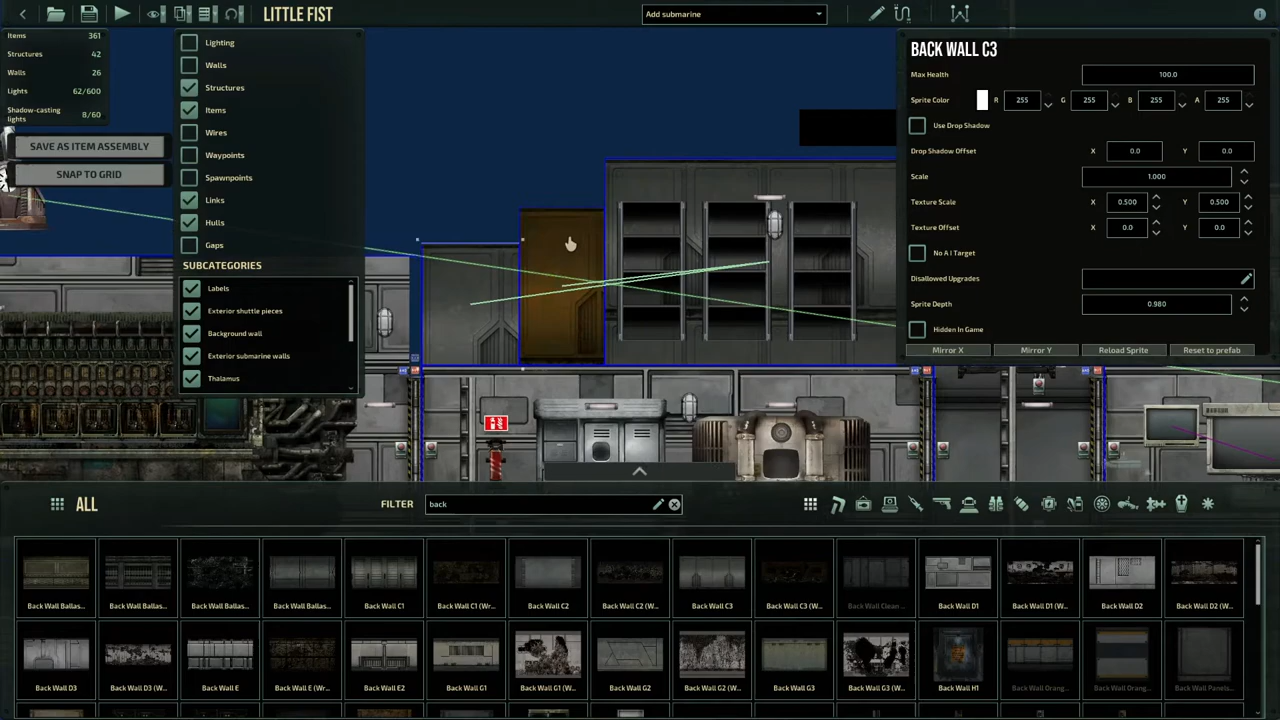 LITTLE FIST
Add submarine
Items 361
Structures 42
Walls 26
Lights 62/600
Shadow-casting lights 8/60
SAVE AS ITEM ASSEMBLY
SNAP TO GRID
Lighting
Walls
Structures
Items
Wires
Waypoints
Spawnpoints
Links
Hulls
Gaps
SUBCATEGORIES
Labels
Exterior shuttle pieces
Background wall
Exterior submarine walls
Thalamus
BACK WALL C3
Max Health 100.0
Sprite Color R 255 G 255 B 255 A 255
Use Drop Shadow
Drop Shadow Offset X 0.0 Y 0.0
Scale 1.000
Texture Scale X 0.500 Y 0.500
Texture Offset X 0.0 Y 0.0
No A I Target
Disallowed Upgrades
Sprite Depth 0.980
Hidden In Game
Mirror X Mirror Y Reload Sprite Reset to prefab
ALL
FILTER back
Back Wall Ballas... Back Wall Ballas... Back Wall Ballas... Back Wall Ballas... Back Wall C1 Back Wall C1 (Wr... Back Wall C2 Back Wall C2 (W... Back Wall C3 Back Wall C3 (W... Back Wall Clean ... Back Wall D1 Back Wall D1 (W... Back Wall D2 Back Wall D2 (W...
Back Wall D3 Back Wall D3 (W... Back Wall E Back Wall E (Wr... Back Wall E2 Back Wall G1 Back Wall G1 (W... Back Wall G2 Back Wall G2 (W... Back Wall G3 Back Wall G3 (W... Back Wall H1 Back Wall Orang... Back Wall Orang... Back Wall Panels...